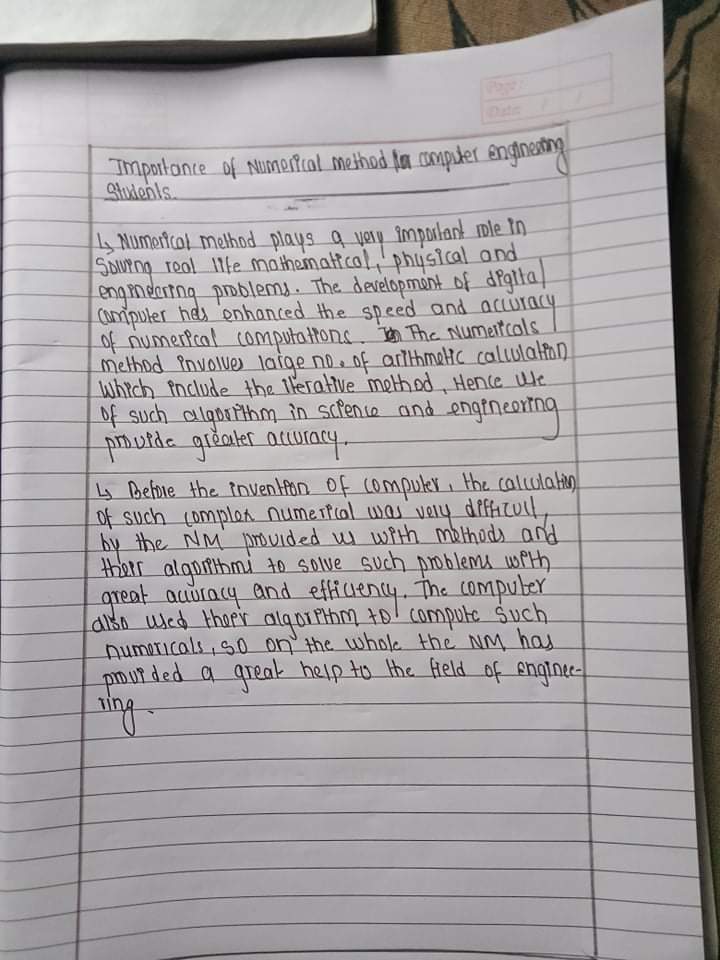 Page:
Date: / /
Importance of Numerical method for computer engineering
Students.
↳ Numerical method plays a very important role in
Solving real life mathematical, physical and
engineering problems. The development of digital
computer has enhanced the speed and accuracy
of numerical computations. The Numericals
method involves large no. of arithmetic calculation
which include the iterative method, Hence use
of such algorithm in science and engineering
provide greater accuracy.
↳ Before the invention of computer, the calculation
of such complex numerical was very difficult,
by the NM provided us with methods and
their algorithms to solve such problems with
great accuracy and efficiency. The computer
also used their algorithm to compute such
numericals, so on the whole the NM has
provided a great help to the field of enginee-
ring.